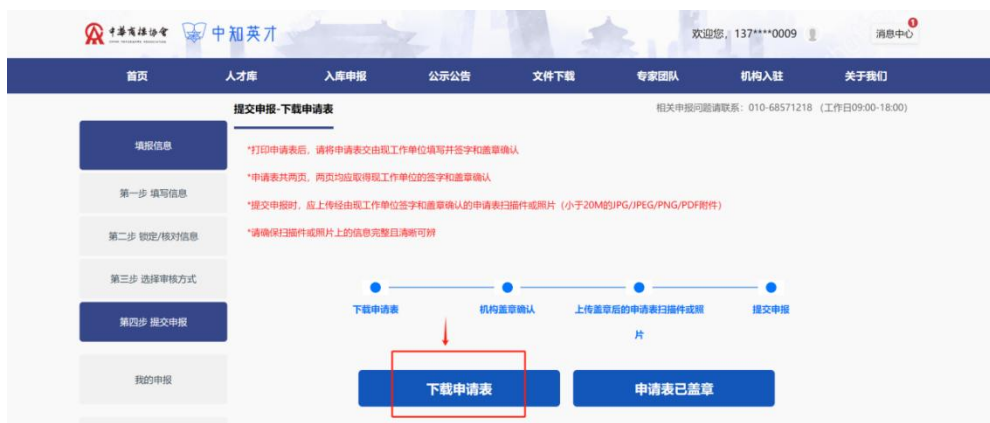 中華商標協會 中知英才
欢迎您，137****0009 消息中心 1
首页 人才库 入库申报 公示公告 文件下载 专家团队 机构入驻 关于我们
提交申报-下载申请表 相关申报问题请联系：010-68571218 （工作日09:00-18:00）
填报信息
第一步 填写信息
第二步 锁定/核对信息
第三步 选择审核方式
第四步 提交申报
我的申报
*打印申请表后，请将申请表交由现工作单位填写并签字和盖章确认
*申请表共两页，两页均应取得现工作单位的签字和盖章确认
*提交申报时，应上传经由现工作单位签字和盖章确认的申请表扫描件或照片（小于20M的JPG/JPEG/PNG/PDF附件）
*请确保扫描件或照片上的信息完整且清晰可辨
下载申请表 机构盖章确认 上传盖章后的申请表扫描件或照 提交申报
片
下载申请表 申请表已盖章